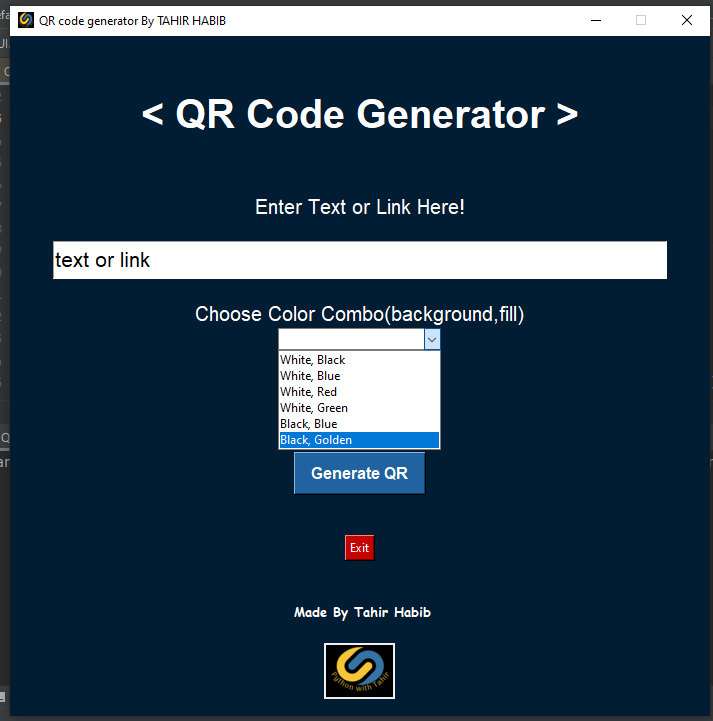 QR code generator By TAHIR HABIB
< QR Code Generator >
Enter Text or Link Here!
text or link
Choose Color Combo(background,fill)
White, Black
White, Blue
White, Red
White, Green
Black, Blue
Black, Golden
Generate QR
Exit
Made By Tahir Habib
Python with Tahir